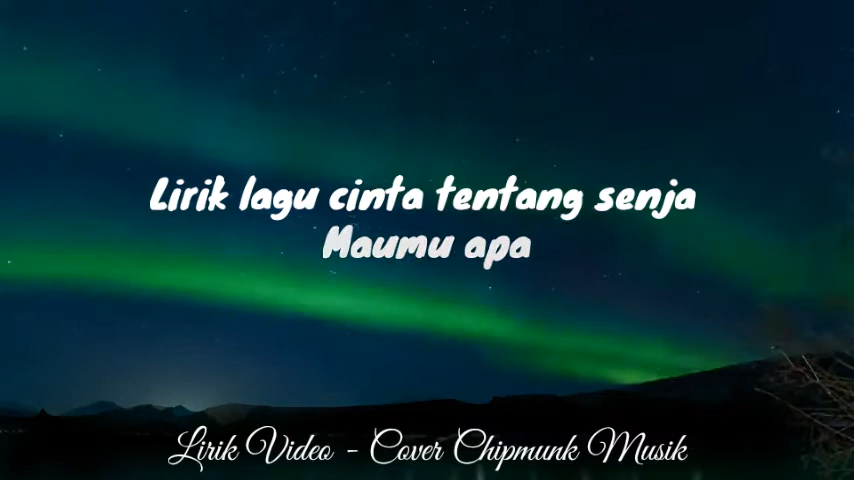 Lirik lagu cinta tentang senja
Maumu apa
Lirik Video - Cover Chipmunk Musik